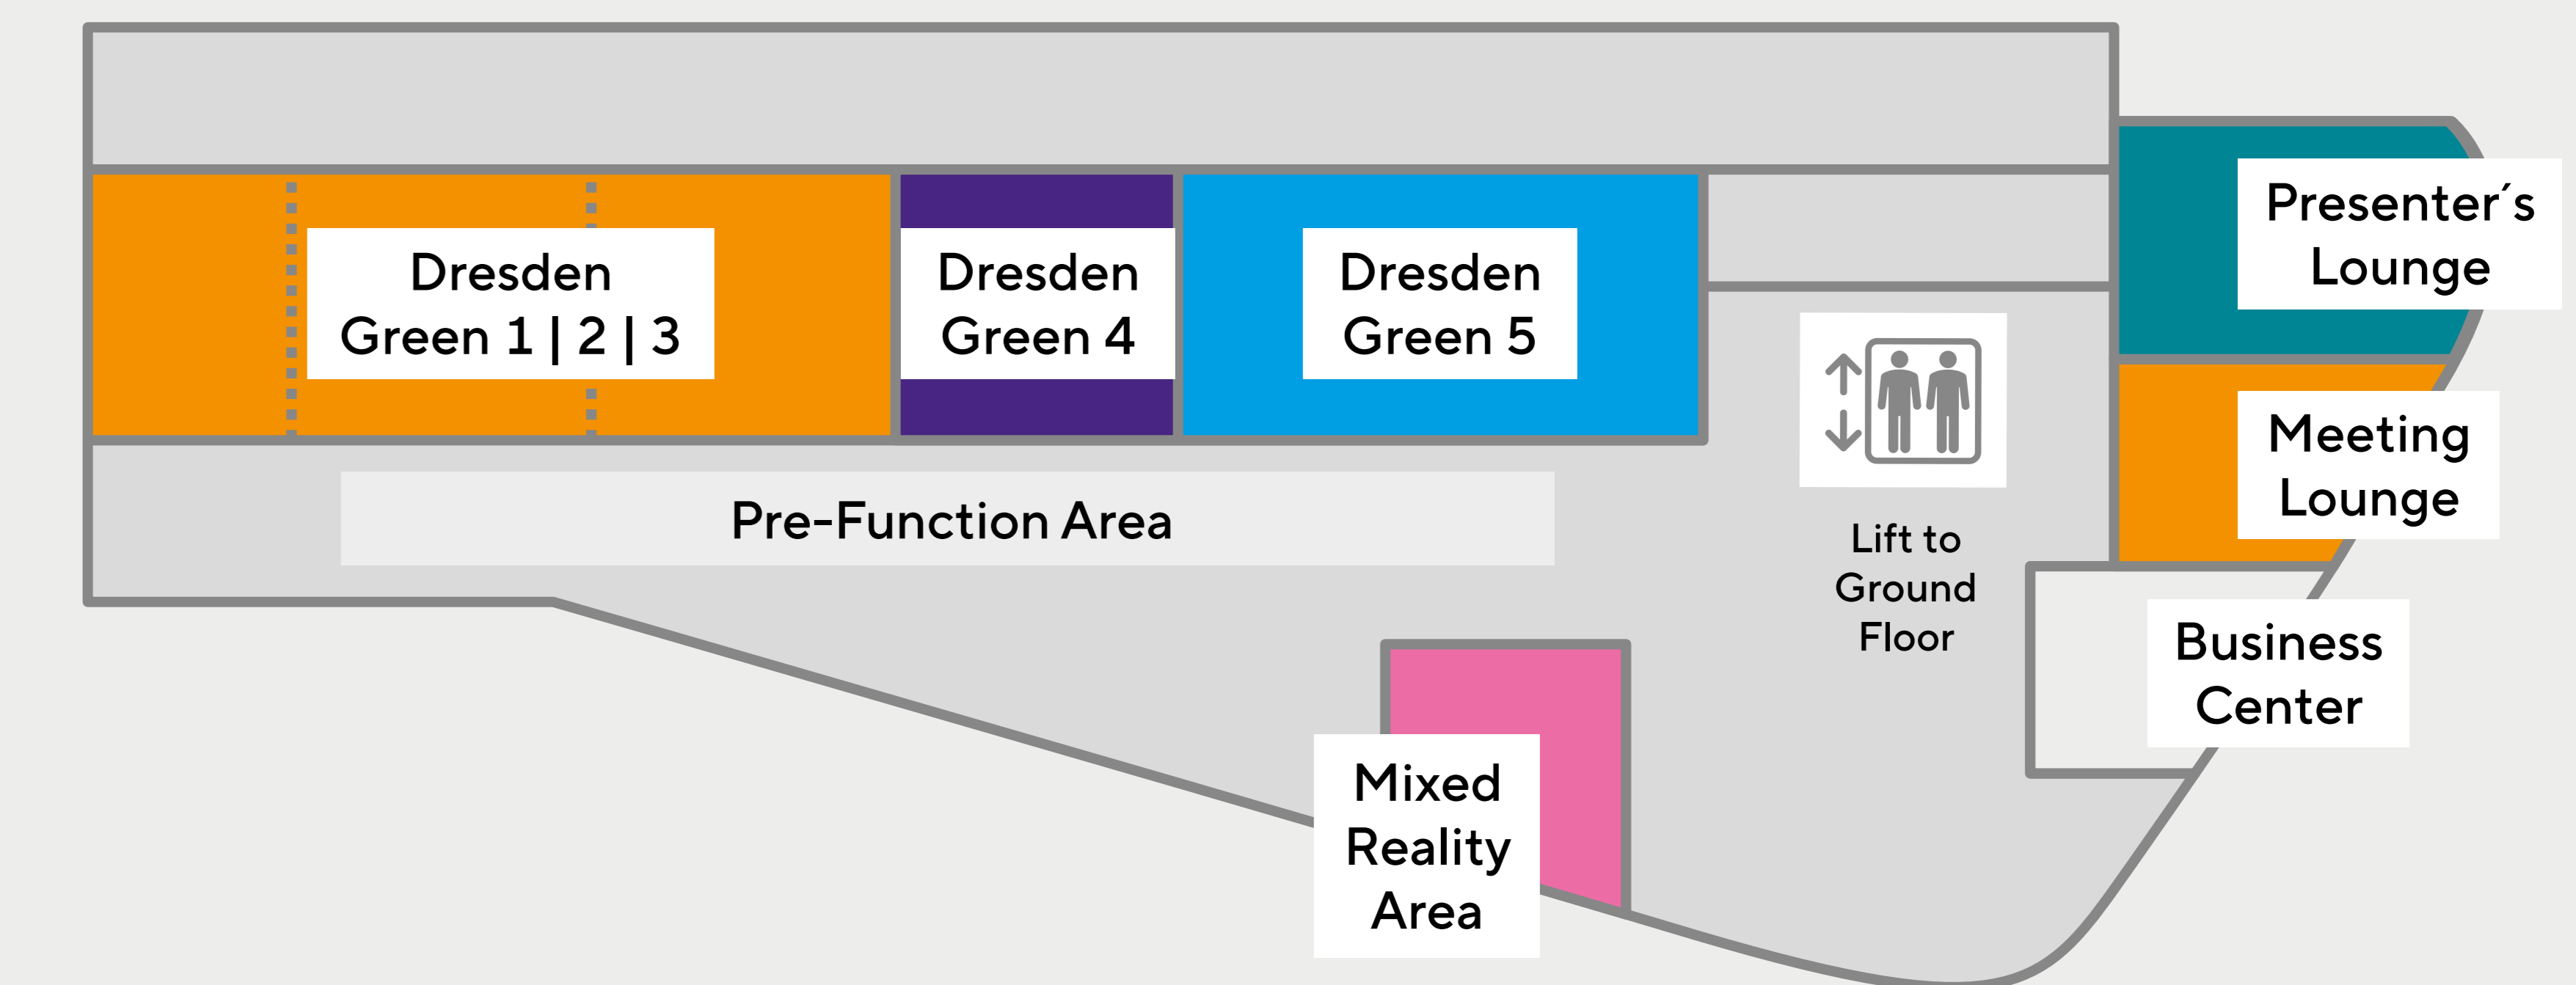 Dresden
Green 1 | 2 | 3
Dresden
Green 4
Dresden
Green 5
Presenter´s
Lounge
Meeting
Lounge
Pre-Function Area
Lift to
Ground
Floor
Business
Center
Mixed
Reality
Area